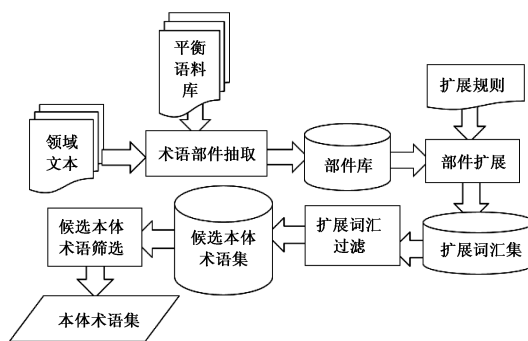 平衡
语料
库
扩展规则
领域
文本
术语部件抽取
部件库
部件扩展
候选本体
术语筛选
候选本体
术语集
扩展词汇
过滤
扩展词汇集
本体术语集